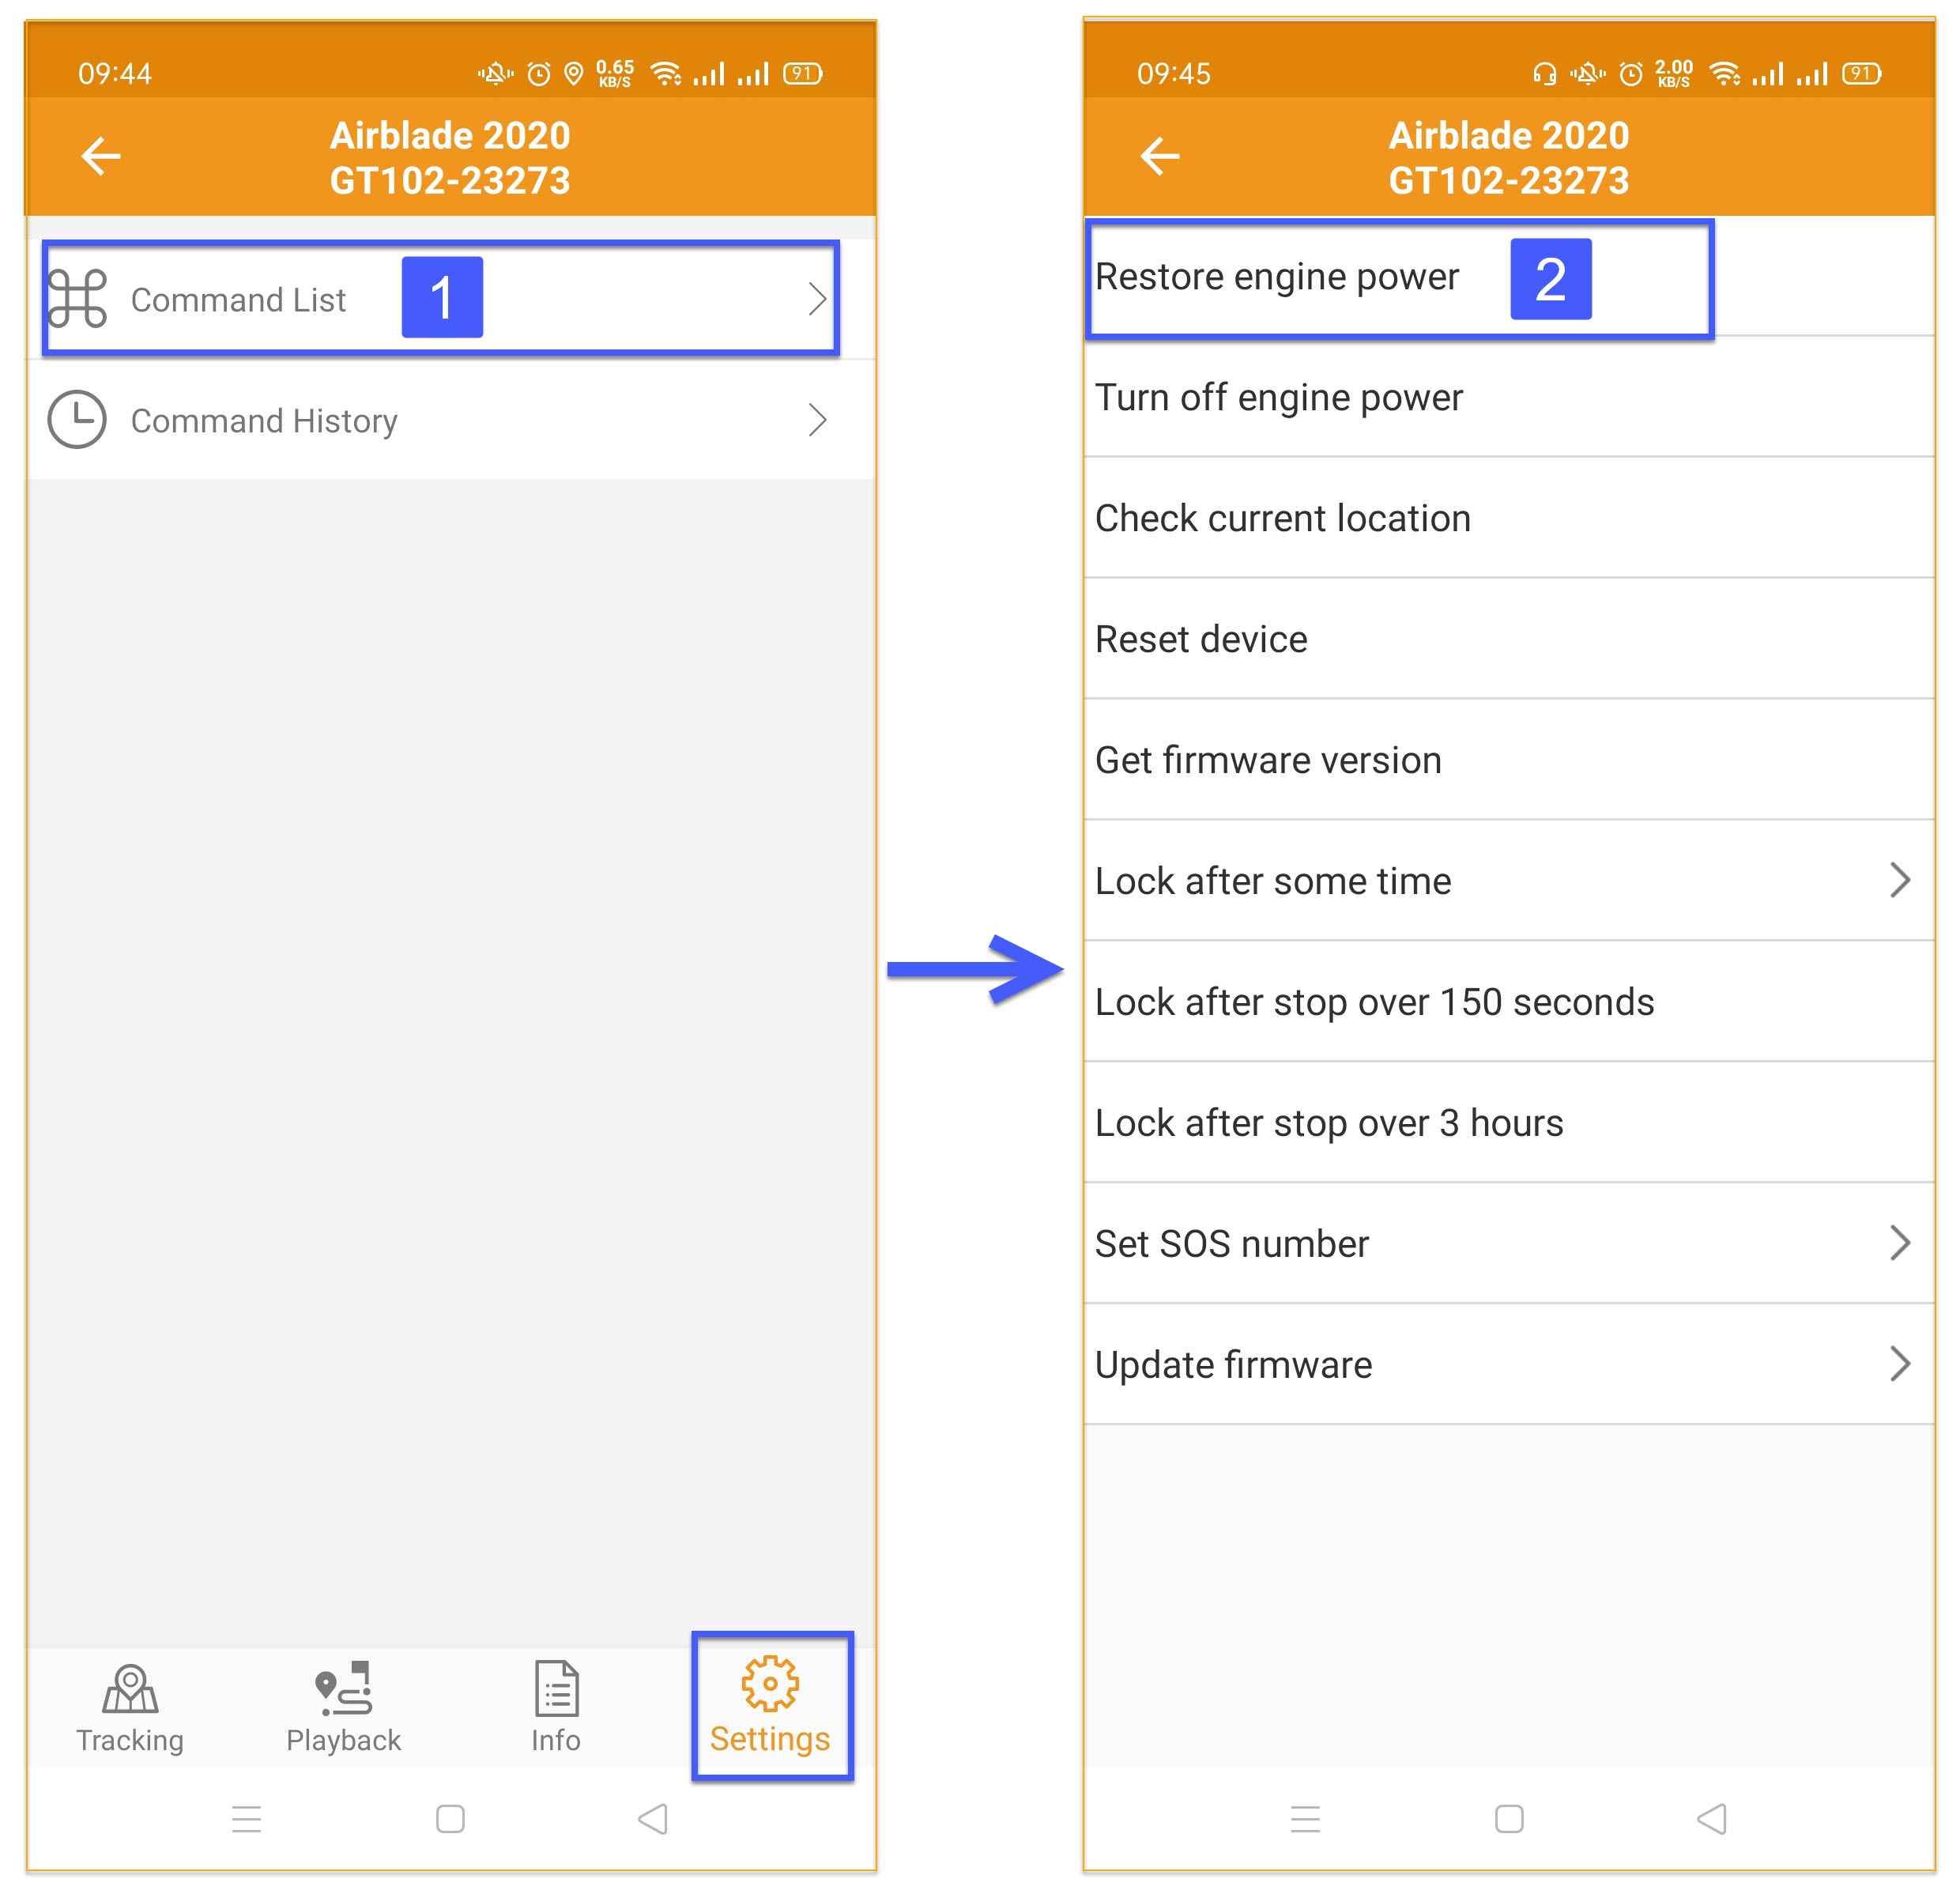 09:44
0.65
KB/S
91
Airblade 2020
GT102-23273
Command List
1
Command History
Tracking
Playback
Info
Settings
09:45
2.00
KB/S
91
Airblade 2020
GT102-23273
Restore engine power
2
Turn off engine power
Check current location
Reset device
Get firmware version
Lock after some time
Lock after stop over 150 seconds
Lock after stop over 3 hours
Set SOS number
Update firmware